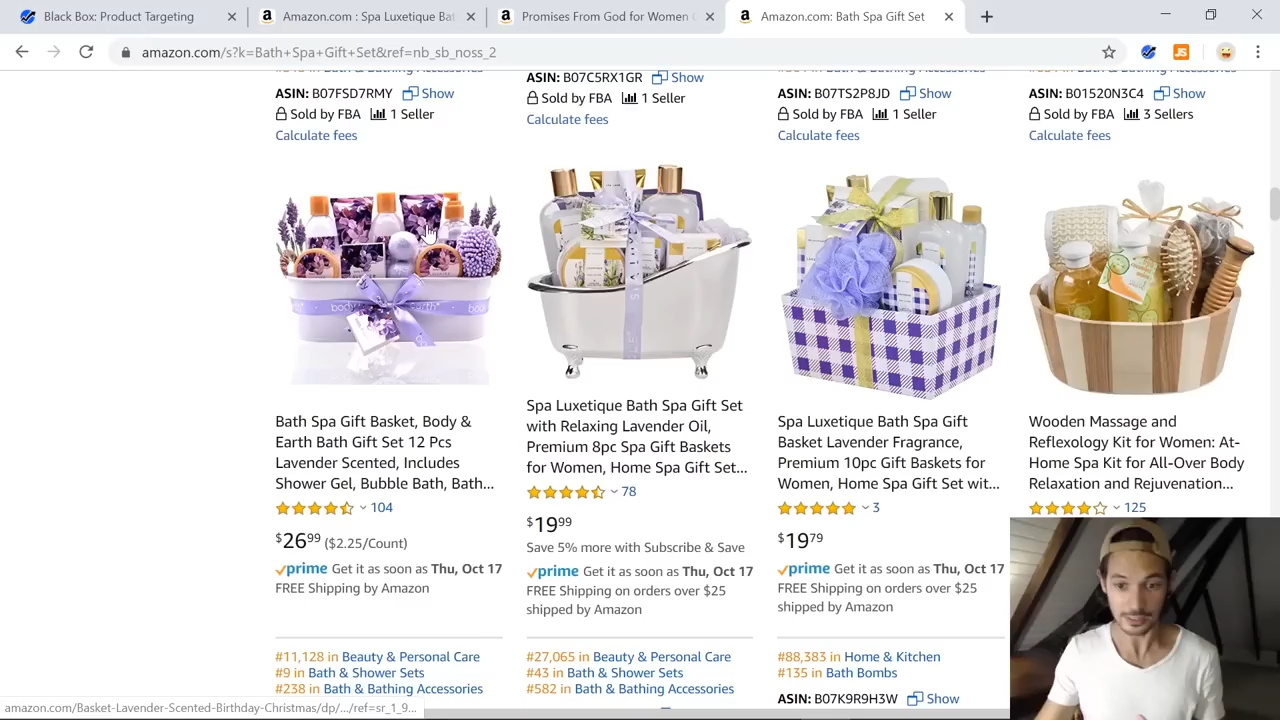 Black Box: Product Targeting
Amazon.com : Spa Luxetique Bat
Promises From God for Women
Amazon.com: Bath Spa Gift Set
amazon.com/s?k=Bath+Spa+Gift+Set&ref=nb_sb_noss_2
JS
ASIN: B07FSD7RMY Show
Sold by FBA 1 Seller
Calculate fees
ASIN: B07C5RX1GR Show
Sold by FBA 1 Seller
Calculate fees
ASIN: B07TS2P8JD Show
Sold by FBA 1 Seller
Calculate fees
ASIN: B01520N3C4 Show
Sold by FBA 3 Sellers
Calculate fees
Bath Spa Gift Basket, Body &
Earth Bath Gift Set 12 Pcs
Lavender Scented, Includes
Shower Gel, Bubble Bath, Bath...
104
$26 99 ($2.25/Count)
prime Get it as soon as Thu, Oct 17
FREE Shipping by Amazon
#11,128 in Beauty & Personal Care
#9 in Bath & Shower Sets
#238 in Bath & Bathing Accessories
Spa Luxetique Bath Spa Gift Set
with Relaxing Lavender Oil,
Premium 8pc Spa Gift Baskets
for Women, Home Spa Gift Set...
78
$19 99
Save 5% more with Subscribe & Save
prime Get it as soon as Thu, Oct 17
FREE Shipping on orders over $25
shipped by Amazon
#27,065 in Beauty & Personal Care
#43 in Bath & Shower Sets
#582 in Bath & Bathing Accessories
Spa Luxetique Bath Spa Gift
Basket Lavender Fragrance,
Premium 10pc Gift Baskets for
Women, Home Spa Gift Set wit...
3
$19 79
prime Get it as soon as Thu, Oct 17
FREE Shipping on orders over $25
shipped by Amazon
#88,383 in Home & Kitchen
#135 in Bath Bombs
ASIN: B07K9R9H3W Show
Wooden Massage and
Reflexology Kit for Women: At-
Home Spa Kit for All-Over Body
Relaxation and Rejuvenation...
125
amazon.com/Basket-Lavender-Scented-Birthday-Christmas/dp/.../ref=sr_1_9...